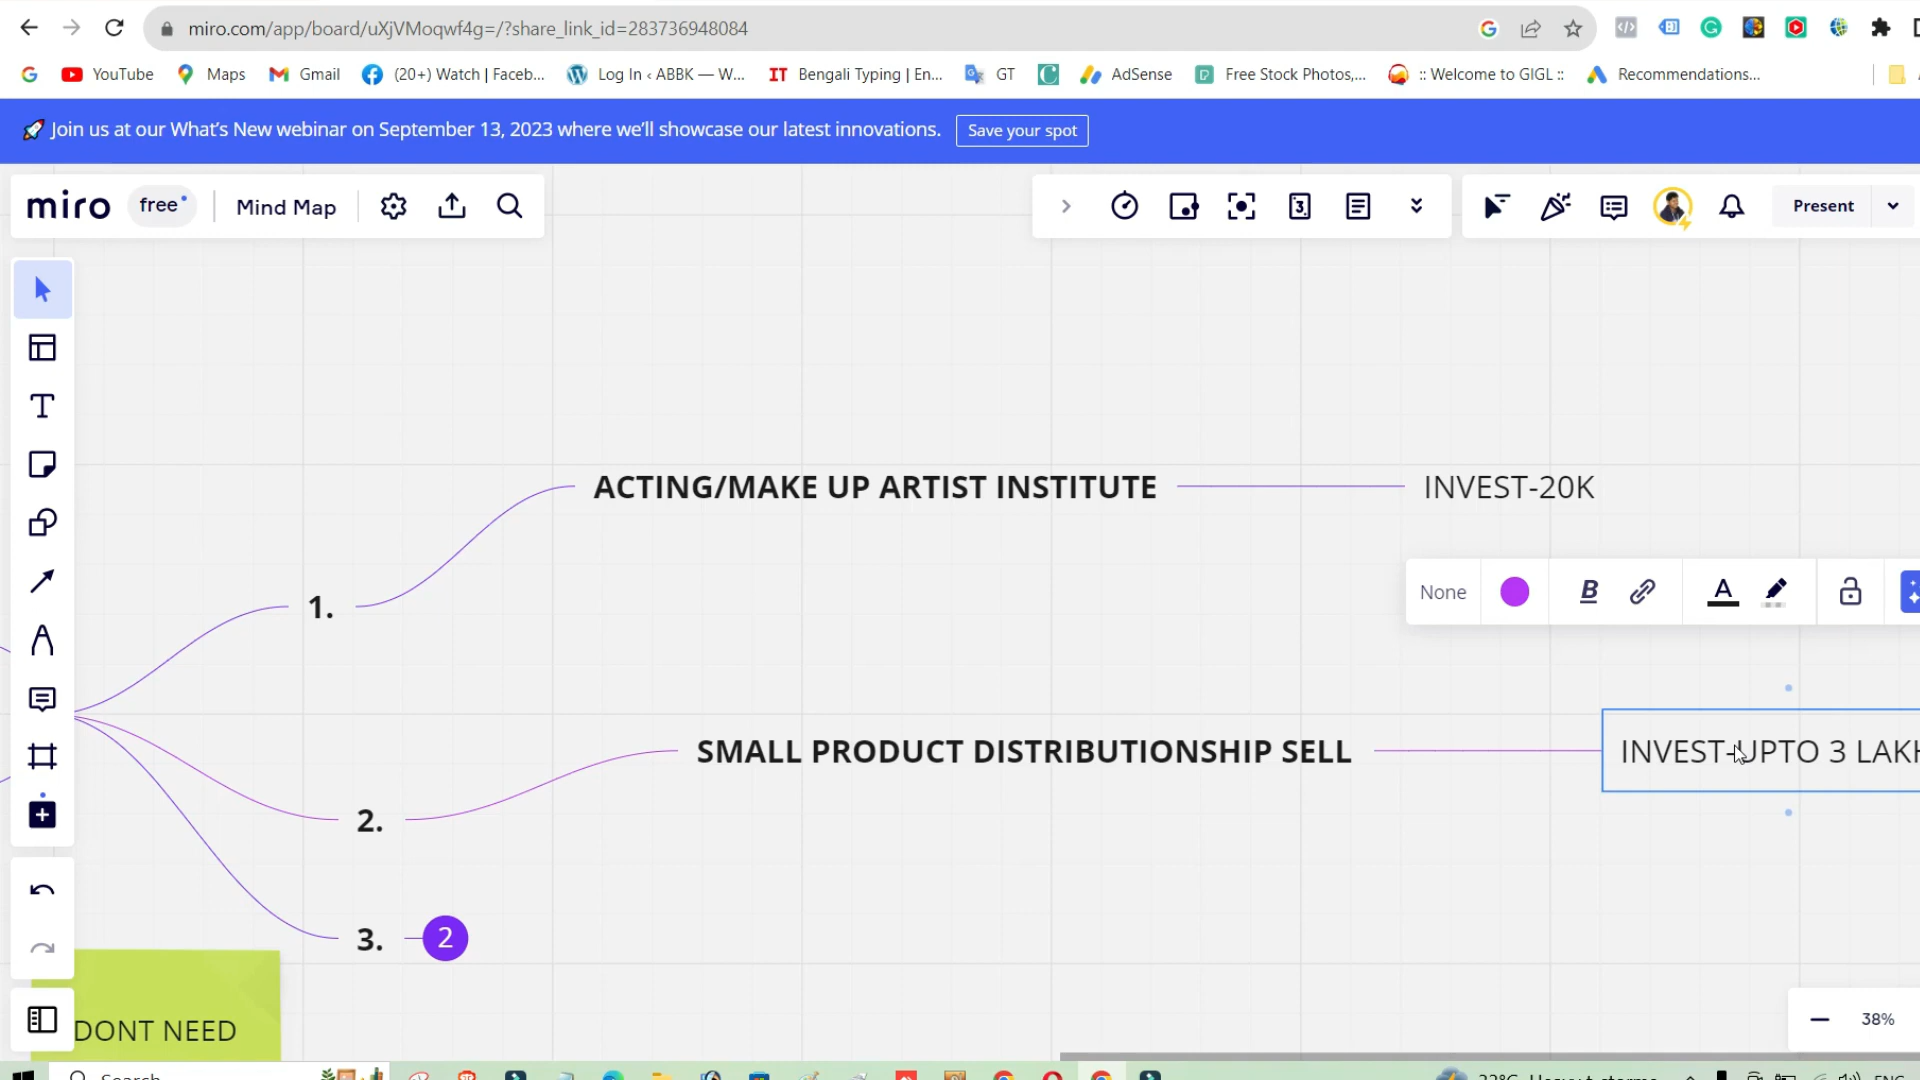 miro.com/app/board/uXjVMoqwf4g=/?share_link_id=283736948084
YouTube Maps Gmail (20+) Watch | Faceb... Log In ‹ ABBK — W... IT Bengali Typing | En... GT AdSense Free Stock Photos,... :: Welcome to GIGL :: Recommendations...
Join us at our What's New webinar on September 13, 2023 where we'll showcase our latest innovations. Save your spot
miro free Mind Map Present
ACTING/MAKE UP ARTIST INSTITUTE INVEST-20K
None
1.
SMALL PRODUCT DISTRIBUTIONSHIP SELL INVEST-UPTO 3 LAKH
2.
3. 2
DONT NEED
38%
Search